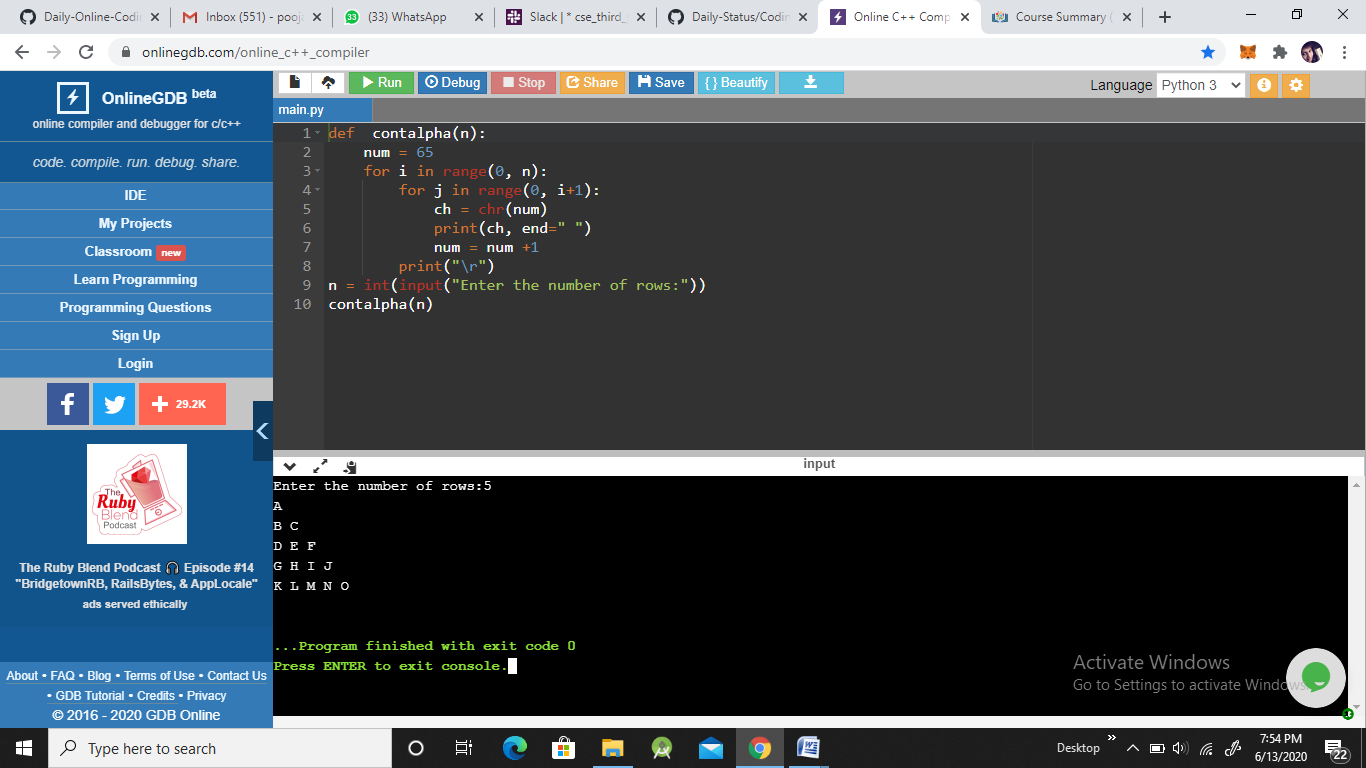 Daily-Online-Codin
Inbox (551) - pooja
(33) WhatsApp
Slack | * cse_third_
Daily-Status/Codin
Online C++ Comp
Course Summary (
onlinegdb.com/online_c++_compiler
OnlineGDB beta
online compiler and debugger for c/c++
code. compile. run. debug. share.
IDE
My Projects
Classroom new
Learn Programming
Programming Questions
Sign Up
Login
29.2K
The
Ruby
Blend
Podcast
The Ruby Blend Podcast 🎧 Episode #14
"BridgetownRB, RailsBytes, & AppLocale"
ads served ethically
About • FAQ • Blog • Terms of Use • Contact Us
• GDB Tutorial • Credits • Privacy
© 2016 - 2020 GDB Online
Run Debug Stop Share Save { } Beautify
Language Python 3
main.py
1 def  contalpha(n):
2     num = 65
3     for i in range(0, n):
4         for j in range(0, i+1):
5             ch = chr(num)
6             print(ch, end=" ")
7             num = num +1
8         print("\r")
9 n = int(input("Enter the number of rows:"))
10 contalpha(n)
input
Enter the number of rows:5
A
B C
D E F
G H I J
K L M N O
...Program finished with exit code 0
Press ENTER to exit console.
Activate Windows
Go to Settings to activate Windows.
Type here to search
Desktop
7:54 PM
6/13/2020
22